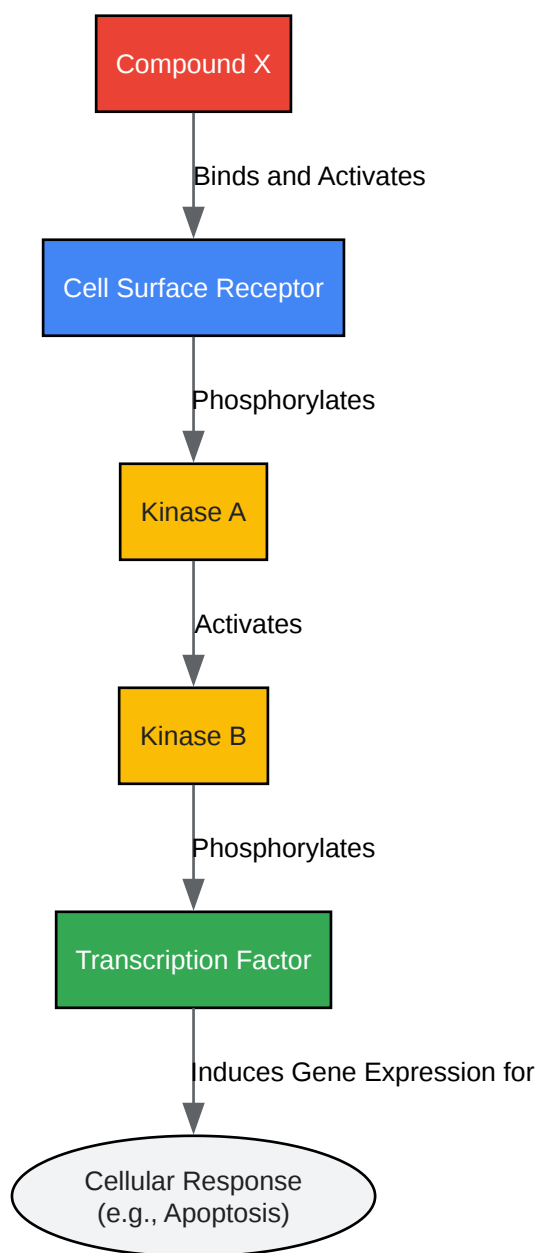 Compound X
Binds and Activates
Cell Surface Receptor
Phosphorylates
Kinase A
Activates
Kinase B
Phosphorylates
Transcription Factor
Induces Gene Expression for
Cellular Response
(e.g., Apoptosis)